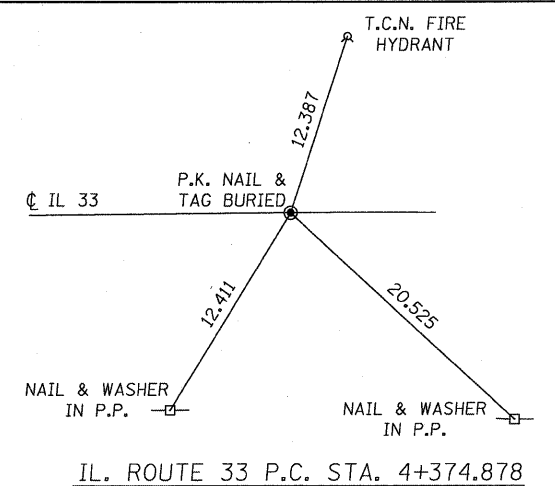 T.C.N. FIRE
HYDRANT
12.387
P.K. NAIL &
TAG BURIED
℄ IL 33
12.411
20.525
NAIL & WASHER
IN P.P.
NAIL & WASHER
IN P.P.
IL. ROUTE 33 P.C. STA. 4+374.878